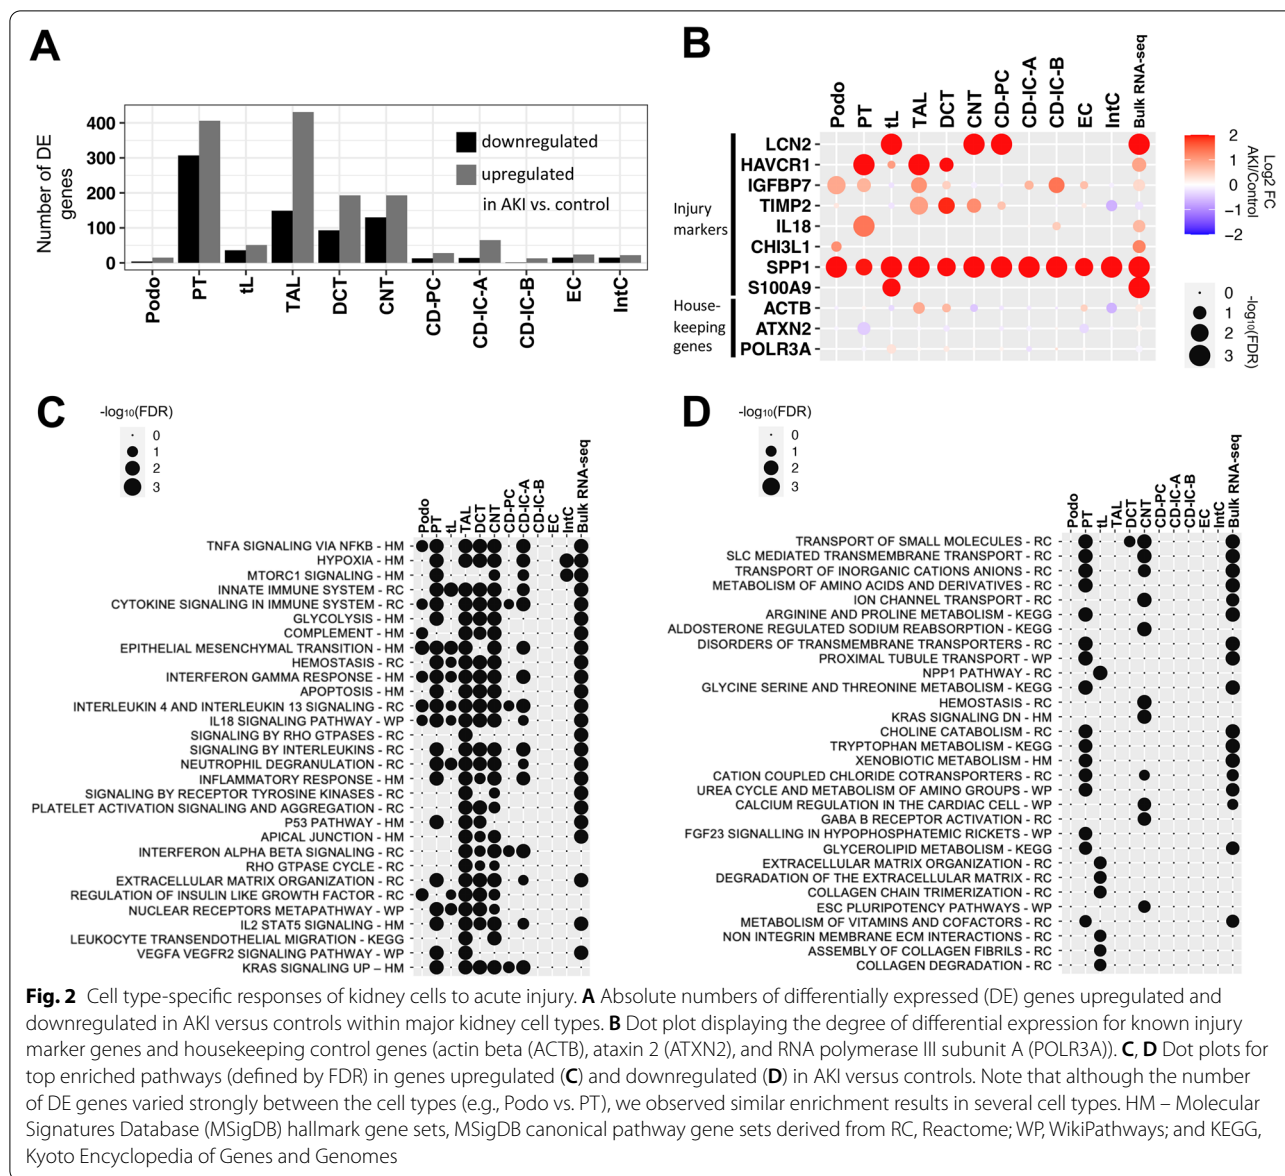 A
Number of DE
genes
400
300
200
100
0
downregulated
upregulated
in AKI vs. control
Podo
PT
tL
TAL
DCT
CNT
CD-PC
CD-IC-A
CD-IC-B
EC
IntC
B
Podo
PT
tL
TAL
DCT
CNT
CD-PC
CD-IC-A
CD-IC-B
EC
IntC
Bulk RNA-seq
Injury
markers
LCN2
HAVCR1
IGFBP7
TIMP2
IL18
CHI3L1
SPP1
S100A9
House-
keeping
genes
ACTB
ATXN2
POLR3A
2
1
0
−1
−2
Log2 FC
AKI/Control
0
1
2
3
-log10(FDR)
C
-log10(FDR)
0
1
2
3
Podo
PT
tL
TAL
DCT
CNT
CD-PC
CD-IC-A
CD-IC-B
EC
IntC
Bulk RNA-seq
TNFA SIGNALING VIA NFKB - HM
HYPOXIA - HM
MTORC1 SIGNALING - HM
INNATE IMMUNE SYSTEM - RC
CYTOKINE SIGNALING IN IMMUNE SYSTEM - RC
GLYCOLYSIS - HM
COMPLEMENT - HM
EPITHELIAL MESENCHYMAL TRANSITION - HM
HEMOSTASIS - RC
INTERFERON GAMMA RESPONSE - HM
APOPTOSIS - HM
INTERLEUKIN 4 AND INTERLEUKIN 13 SIGNALING - RC
IL18 SIGNALING PATHWAY - WP
SIGNALING BY RHO GTPASES - RC
SIGNALING BY INTERLEUKINS - RC
NEUTROPHIL DEGRANULATION - RC
INFLAMMATORY RESPONSE - HM
SIGNALING BY RECEPTOR TYROSINE KINASES - RC
PLATELET ACTIVATION SIGNALING AND AGGREGATION - RC
P53 PATHWAY - HM
APICAL JUNCTION - HM
INTERFERON ALPHA BETA SIGNALING - RC
RHO GTPASE CYCLE - RC
EXTRACELLULAR MATRIX ORGANIZATION - RC
REGULATION OF INSULIN LIKE GROWTH FACTOR - RC
NUCLEAR RECEPTORS METAPATHWAY - WP
IL2 STAT5 SIGNALING - HM
LEUKOCYTE TRANSENDOTHELIAL MIGRATION - KEGG
VEGFA VEGFR2 SIGNALING PATHWAY - WP
KRAS SIGNALING UP – HM
D
-log10(FDR)
0
1
2
3
Podo
PT
tL
TAL
DCT
CNT
CD-PC
CD-IC-A
CD-IC-B
EC
IntC
Bulk RNA-seq
TRANSPORT OF SMALL MOLECULES - RC
SLC MEDIATED TRANSMEMBRANE TRANSPORT - RC
TRANSPORT OF INORGANIC CATIONS ANIONS - RC
METABOLISM OF AMINO ACIDS AND DERIVATIVES - RC
ION CHANNEL TRANSPORT - RC
ARGININE AND PROLINE METABOLISM - KEGG
ALDOSTERONE REGULATED SODIUM REABSORPTION - KEGG
DISORDERS OF TRANSMEMBRANE TRANSPORTERS - RC
PROXIMAL TUBULE TRANSPORT - WP
NPP1 PATHWAY - RC
GLYCINE SERINE AND THREONINE METABOLISM - KEGG
HEMOSTASIS - RC
KRAS SIGNALING DN - HM
CHOLINE CATABOLISM - RC
TRYPTOPHAN METABOLISM - KEGG
XENOBIOTIC METABOLISM - HM
CATION COUPLED CHLORIDE COTRANSPORTERS - RC
UREA CYCLE AND METABOLISM OF AMINO GROUPS - WP
CALCIUM REGULATION IN THE CARDIAC CELL - WP
GABA B RECEPTOR ACTIVATION - RC
FGF23 SIGNALLING IN HYPOPHOSPHATEMIC RICKETS - WP
GLYCEROLIPID METABOLISM - KEGG
EXTRACELLULAR MATRIX ORGANIZATION - RC
DEGRADATION OF THE EXTRACELLULAR MATRIX - RC
COLLAGEN CHAIN TRIMERIZATION - RC
ESC PLURIPOTENCY PATHWAYS - WP
METABOLISM OF VITAMINS AND COFACTORS - RC
NON INTEGRIN MEMBRANE ECM INTERACTIONS - RC
ASSEMBLY OF COLLAGEN FIBRILS - RC
COLLAGEN DEGRADATION - RC
Fig. 2 Cell type-specific responses of kidney cells to acute injury. A Absolute numbers of differentially expressed (DE) genes upregulated and
downregulated in AKI versus controls within major kidney cell types. B Dot plot displaying the degree of differential expression for known injury
marker genes and housekeeping control genes (actin beta (ACTB), ataxin 2 (ATXN2), and RNA polymerase III subunit A (POLR3A)). C, D Dot plots for
top enriched pathways (defined by FDR) in genes upregulated (C) and downregulated (D) in AKI versus controls. Note that although the number
of DE genes varied strongly between the cell types (e.g., Podo vs. PT), we observed similar enrichment results in several cell types. HM – Molecular
Signatures Database (MSigDB) hallmark gene sets, MSigDB canonical pathway gene sets derived from RC, Reactome; WP, WikiPathways; and KEGG,
Kyoto Encyclopedia of Genes and Genomes